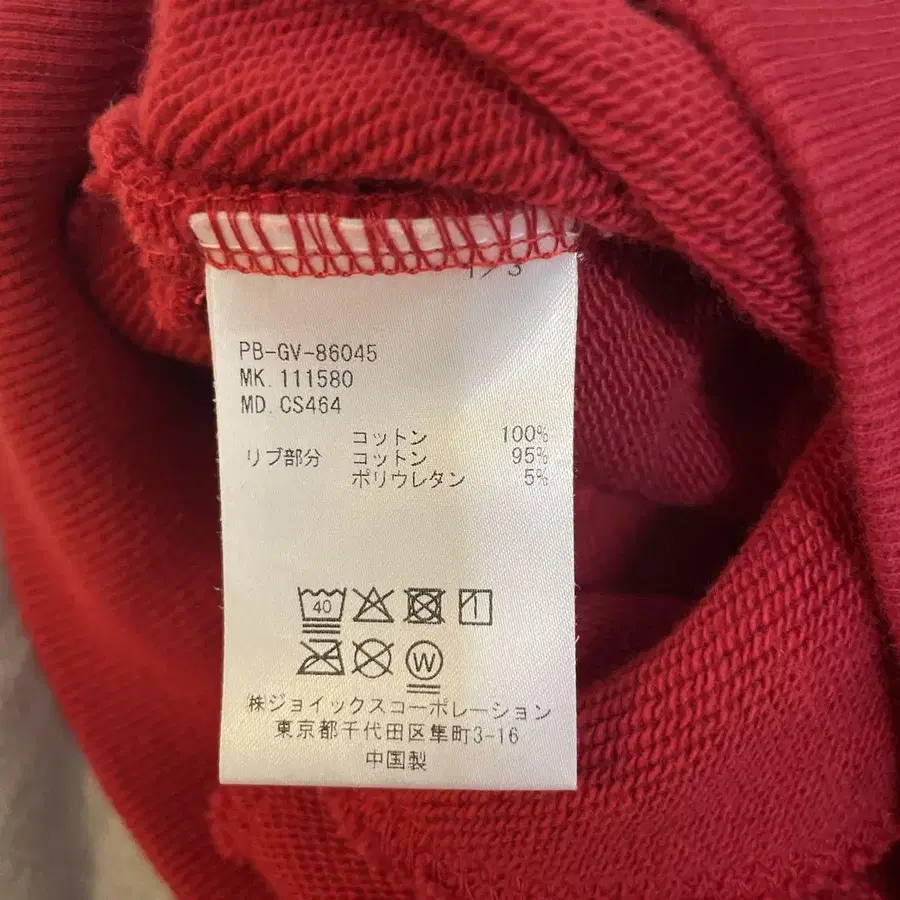 1/3
PB-GV-86045
MK. 111580
MD. CS464
コットン 100%
リブ部分 コットン 95%
ポリウレタン 5%
40
W
㈱ジョイックスコーポレーション
東京都千代田区隼町3-16
中国製